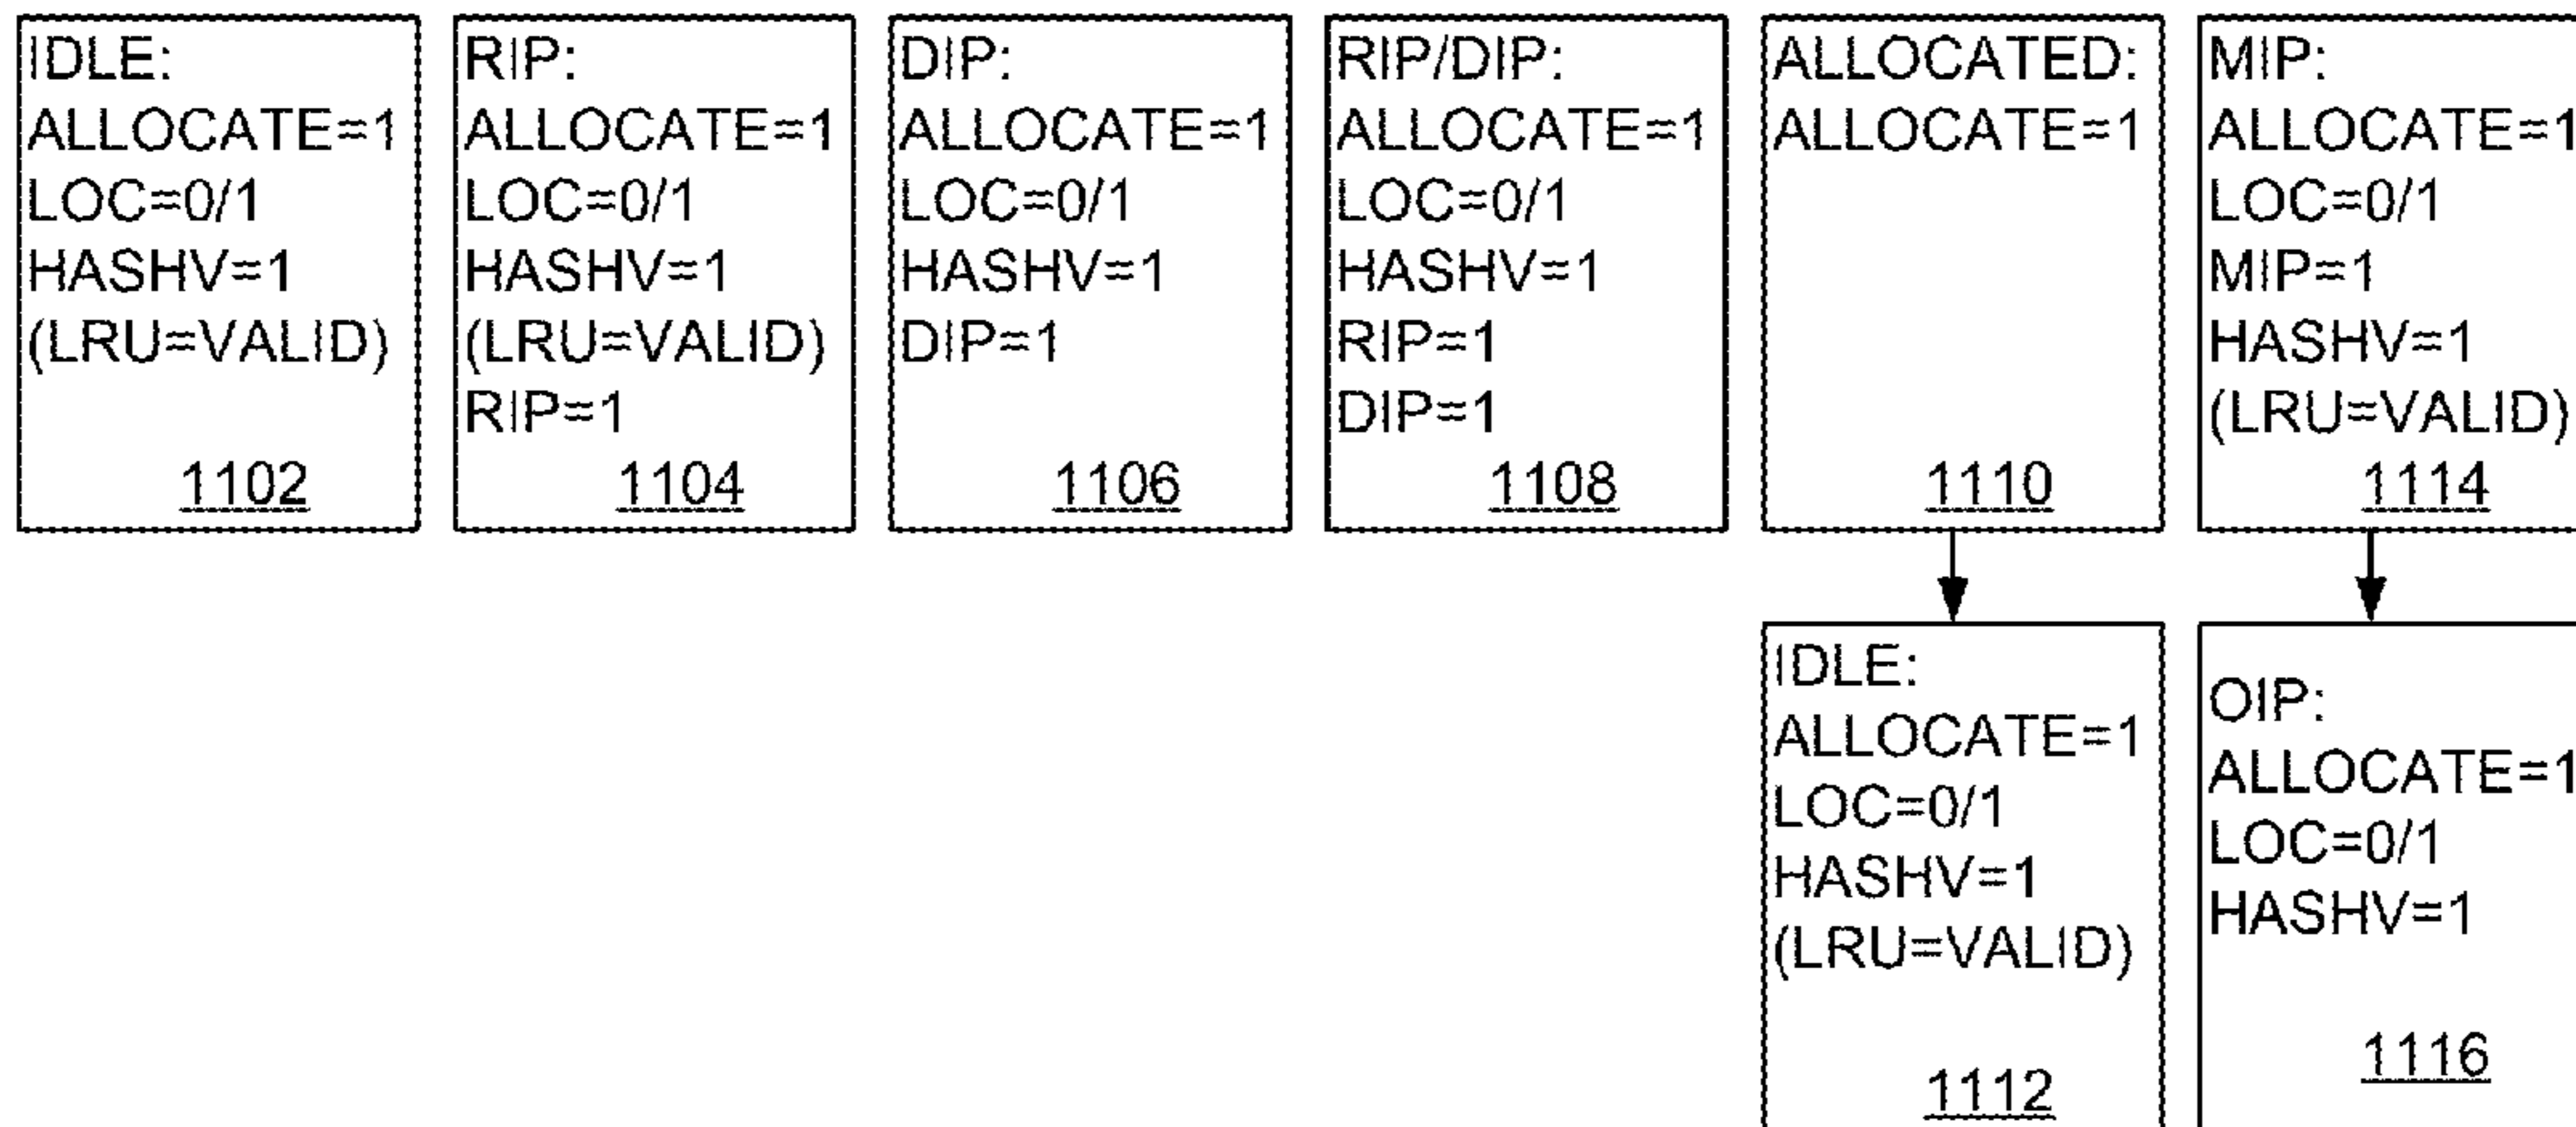 IDLE:
ALLOCATE=1
LOC=0/1
HASHV=1
(LRU=VALID)
1102
RIP:
ALLOCATE=1
LOC=0/1
HASHV=1
(LRU=VALID)
RIP=1
1104
DIP:
ALLOCATE=1
LOC=0/1
HASHV=1
DIP=1
1106
RIP/DIP:
ALLOCATE=1
LOC=0/1
HASHV=1
RIP=1
DIP=1
1108
ALLOCATED:
ALLOCATE=1
1110
MIP:
ALLOCATE=1
LOC=0/1
MIP=1
HASHV=1
(LRU=VALID)
1114
IDLE:
ALLOCATE=1
LOC=0/1
HASHV=1
(LRU=VALID)
1112
OIP:
ALLOCATE=1
LOC=0/1
HASHV=1
1116